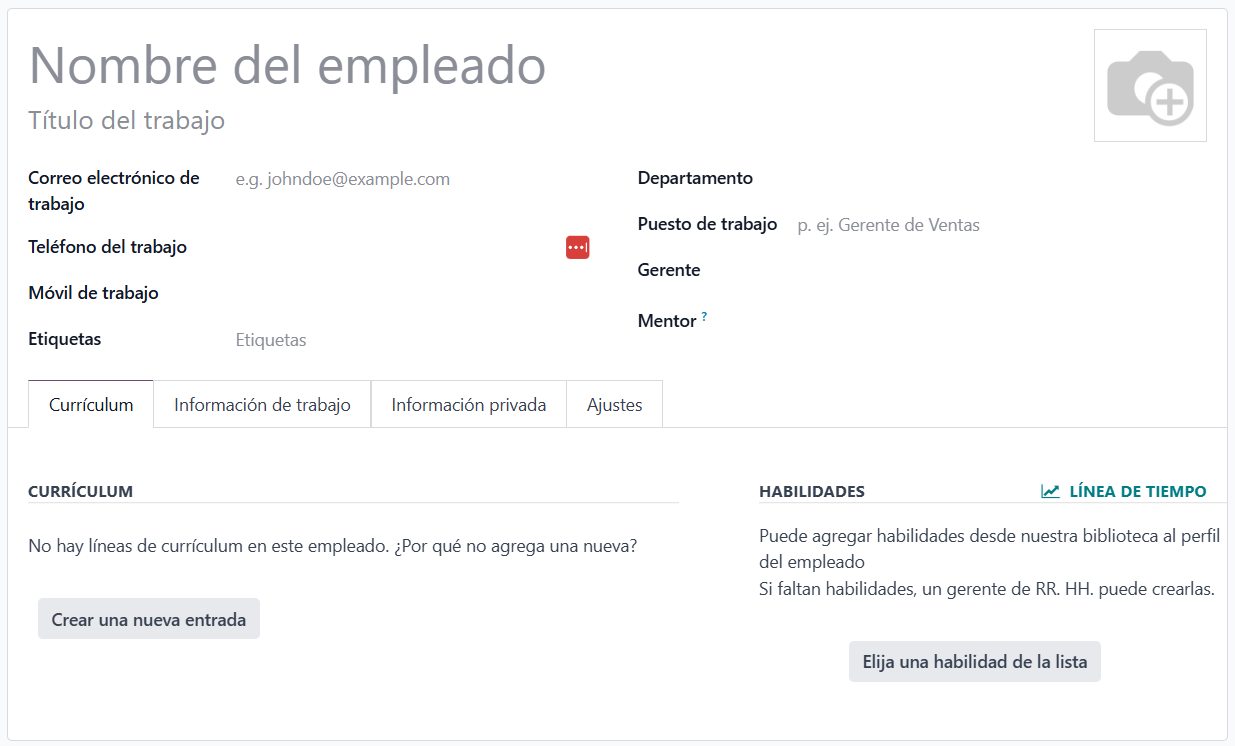 Nombre del empleado
Título del trabajo
Correo electrónico de
trabajo
e.g. johndoe@example.com
Teléfono del trabajo
Móvil de trabajo
Etiquetas
Etiquetas
Departamento
Puesto de trabajo
p. ej. Gerente de Ventas
Gerente
Mentor ?
Currículum
Información de trabajo
Información privada
Ajustes
CURRÍCULUM
No hay líneas de currículum en este empleado. ¿Por qué no agrega una nueva?
Crear una nueva entrada
HABILIDADES
LÍNEA DE TIEMPO
Puede agregar habilidades desde nuestra biblioteca al perfil
del empleado
Si faltan habilidades, un gerente de RR. HH. puede crearlas.
Elija una habilidad de la lista